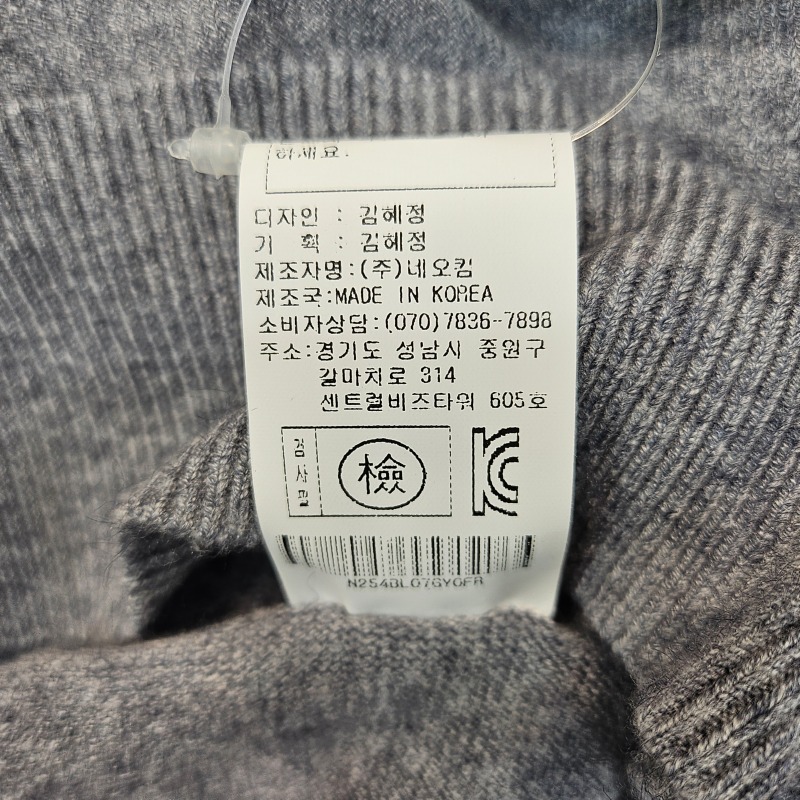 하세요.
디자인 : 김혜정
기 획 : 김혜정
제조자명:(주)네오킴
제조국:MADE IN KOREA
소비자상담:(070)7836-7898
주소:경기도 성남시 중원구
갈마치로 314
센트럴비즈타워 605호
검사필
檢
KC
N254BL07GYOFR